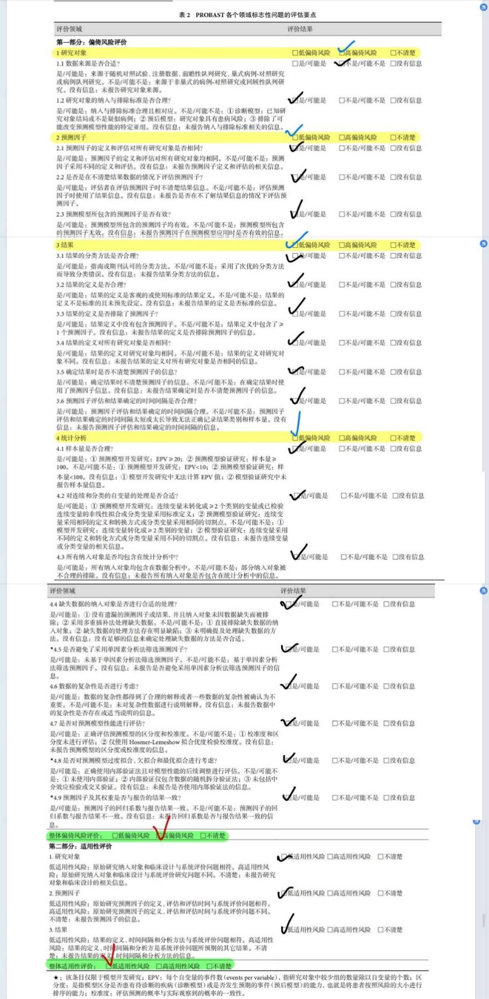 表 2 PROBAST 各个领域标志性问题的评估要点
评价领域 评价结果
第一部分：偏倚风险评价
1 研究对象 □低偏倚风险 □高偏倚风险 □不清楚
1.1 数据来源是否合适? □是/可能是 □不是/可能不是 □没有信息
是/可能是：来源于随机对照试验、注册数据、前瞻性队列研究、巢式病例-对照研究
或病例队列研究。不是/可能不是：来源于非巢式的病例-对照研究或回顾性队列研
究。没有信息：未报告研究对象来源。
1.2 研究对象的纳入与排除标准是否合理? □是/可能是 □不是/可能不是 □没有信息
是/可能是：纳入与排除标准合理且相对应。不是/可能不是：① 诊断模型：已知研
究对象结局或不是疑似病例；② 预后模型：研究对象具有患病风险；③ 排除了可
能改变预测模型性能的特定亚组。没有信息：未报告纳入与排除标准相关的信息。
2 预测因子 □低偏倚风险 □高偏倚风险 □不清楚
2.1 预测因子的定义和评估对所有研究对象是否相同? □是/可能是 □不是/可能不是 □没有信息
是/可能是：预测因子的定义和评估对所有研究对象均相同。不是/可能不是：预测
因子采用不同的定义和评估。没有信息：未报告预测因子定义和评估的相关信息。
2.2 是否是在不清楚结果数据的情况下评估预测因子? □是/可能是 □不是/可能不是 □没有信息
是/可能是：评估者在评估预测因子时不清楚结果信息。不是/可能不是：评估预测
因子时使用了结果信息。没有信息：未报告是否在不了解结果信息的情况下评估预
测因子。
2.3 预测模型所包含的预测因子是否有效? □是/可能是 □不是/可能不是 □没有信息
是/可能是：预测模型所包含的预测因子均有效。不是/可能不是：预测模型所包含
的预测因子无效。没有信息：未报告预测因子在预测模型应用时是否有效的信息。
3 结果 □低偏倚风险 □高偏倚风险 □不清楚
3.1 结果的分类方法是否合理? □是/可能是 □不是/可能不是 □没有信息
是/可能是：指南或期刊认可的分类方法。不是/可能不是：采用了次优的分类方法
而导致分类错误。没有信息：未报告结果分类方法的信息。
3.2 结果的定义是否合理? □是/可能是 □不是/可能不是 □没有信息
是/可能是：结果的定义是客观的或使用标准的结果定义。不是/可能不是：结果的
定义不是标准的且未预先设定。没有信息：未报告结果的定义是否标准的信息。
3.3 结果的定义是否排除了预测因子? □是/可能是 □不是/可能不是 □没有信息
是/可能是：结果定义中没有包含预测因子。不是/可能不是：结果定义中包含了≥
1 个预测因子。没有信息：未报告结果的定义是否排除预测因子的信息。
3.4 结果的定义对所有研究对象是否相同? □是/可能是 □不是/可能不是 □没有信息
是/可能是：结果的定义对研究对象均相同。不是/可能不是：结果的定义对研究对
象不同。没有信息：未报告结果的定义对所有研究对象是否相同的信息。
3.5 确定结果时是否不清楚预测因子的信息? □是/可能是 □不是/可能不是 □没有信息
是/可能是：确定结果时不清楚预测因子的信息。不是/可能不是：在确定结果时使
用了预测因子信息。没有信息：未报告结果确定时是否不清楚预测因子的信息。
3.6 预测因子评估和结果确定的时间间隔是否合理? □是/可能是 □不是/可能不是 □没有信息
是/可能是：预测因子评估和结果确定的时间间隔合理。不是/可能不是：预测因子
评估和结果确定的时间间隔太短或太长导致无法正确记录结果类别和样本量。没有
信息：未报告预测因子评估和结果确定的时间间隔的信息。
4 统计分析 □低偏倚风险 □高偏倚风险 □不清楚
4.1 样本量是否合理? □是/可能是 □不是/可能不是 □没有信息
是/可能是：① 预测模型开发研究：EPV≥20；② 预测模型验证研究：样本量≥
100。不是/可能不是：① 预测模型开发研究：EPV<10；② 预测模型验证研究：样
本量<100。没有信息：① 模型开发研究中无法计算 EPV 值；② 模型验证研究中未
报告样本量信息。
4.2 对连续和分类的自变量的处理是否合适? □是/可能是 □不是/可能不是 □没有信息
是/可能是：① 预测模型开发研究：连续变量未转化成≥2 个类别的变量或已检验
连续变量的非线性拟合或分类变量采用标准定义；② 预测模型验证研究：连续变
量采用相同的定义和转换方式或分类变量采用相同的切割点。不是/可能不是：①
模型开发研究：连续变量转化成≥2 类别的变量；② 模型验证研究：连续变量采用
不同的定义和转化方式或分类变量采用不同的切割点。没有信息：未报告连续变量
或分类变量的相关信息。
4.3 所有纳入对象是否均包含在统计分析中? □是/可能是 □不是/可能不是 □没有信息
是/可能是：所有纳入对象均包含在数据分析中。不是/可能不是：部分纳入对象被
不合理的排除。没有信息：未报告所有纳入对象是否包含在统计分析中的信息。
评价领域 评价结果
4.4 缺失数据的纳入对象是否进行合适的处理? □是/可能是 □不是/可能不是 □没有信息
是/可能是：① 没有遗漏的预测因子或结果，并且纳入对象未因数据缺失而被排
除；② 采用多重插补法处理缺失数据。不是/可能不是：① 直接排除缺失数据的纳
入对象；② 缺失数据的处理方法存在明显缺陷；③ 未明确提及处理缺失数据的方
法。没有信息：没有足够的信息来确定处理缺失数据的方法是否合适。
★4.5 是否避免了采用单因素分析法筛选预测因子? □是/可能是 □不是/可能不是 □没有信息
是/可能是：未基于单因素分析法筛选预测因子。不是/可能不是：基于单因素分析
法筛选预测因子。没有信息：未报告是否避免采用单因素分析法筛选预测因子的信
息。
4.6 数据的复杂性是否进行考虑? □是/可能是 □不是/可能不是 □没有信息
是/可能是：数据的复杂性都得到了合理的解释或者一些数据的复杂性被确认为不
重要。不是/可能不是：未对复杂性数据进行说明解释。没有信息：未报告数据中
的复杂性是否存在或适当说明的信息。
4.7 是否对预测模型性能进行评估? □是/可能是 □不是/可能不是 □没有信息
是/可能是：正确评估预测模型的区分度和校准度。不是/可能不是：① 校准度和区
分度未进行评估；② 仅使用 Hosmer-Lemeshow 拟合优度检验校准度。没有信息：
未报告预测模型的区分度或校准度的信息。
★4.8 是否对预测模型过度拟合、欠拟合和最优拟合进行考虑? □是/可能是 □不是/可能不是 □没有信息
是/可能是：正确使用内部验证法且对模型性能的后续调整进行评估。不是/可能不
是：① 未使用内部验证；② 内部验证仅包含数据的随机拆分验证法；③ 未包括中
介效应检验或交叉验证。没有信息：未报告是否使用内部验证法的信息。
★4.9 预测因子及其权重是否与报告的结果一致? □是/可能是 □不是/可能不是 □没有信息
是/可能是：预测因子的回归系数与报告结果一致。不是/可能不是：预测因子的回
归系数与报告结果不一致。没有信息：未报告回归系数是否与报告结果一致的信
息。
整体偏倚风险评价： □低偏倚风险 □高偏倚风险 □不清楚
第二部分：适用性评价
1. 研究对象 □低适用性风险 □高适用性风险 □不清楚
低适用性风险：原始研究纳入对象和临床设计与系统评价问题相符。高适用性风
险：原始研究纳入对象和临床设计与系统评价研究问题不同。不清楚：未报告研究
对象和临床设计的相关信息。
2. 预测因子 □低适用性风险 □高适用性风险 □不清楚
低适用性风险：原始研究预测因子的定义、评估和评估时间与系统评价问题相符。
高适用性风险：原始研究预测因子的定义、评估和评估时间与系统评价问题不同。
不清楚：未报告预测因子的信息。
3. 结果 □低适用性风险 □高适用性风险 □不清楚
低适用性风险：结果的定义、时间间隔和分析方法与系统评价问题相符。高适用性
风险：结果的定义、时间间隔和分析方是系统评价问题所预期的其它结果。不清
楚：未报告结果的定义、时间间隔和分析方法的信息。
整体适用性评价： □低适用性风险 □高适用性风险 □不清楚
★：该条目仅限于模型开发研究；EPV：每个自变量的事件数 (events per variable)，指研究对象中较少组的数量除以自变量的个数；区
分度：是指模型区分是否患有待诊断的疾病 (诊断模型) 或是否发生预期的事件 (预后模型) 的能力，也就是将患者按照风险的大小进行
排序的能力；校准度：评估预测的概率与实际观察到的概率的一致性。